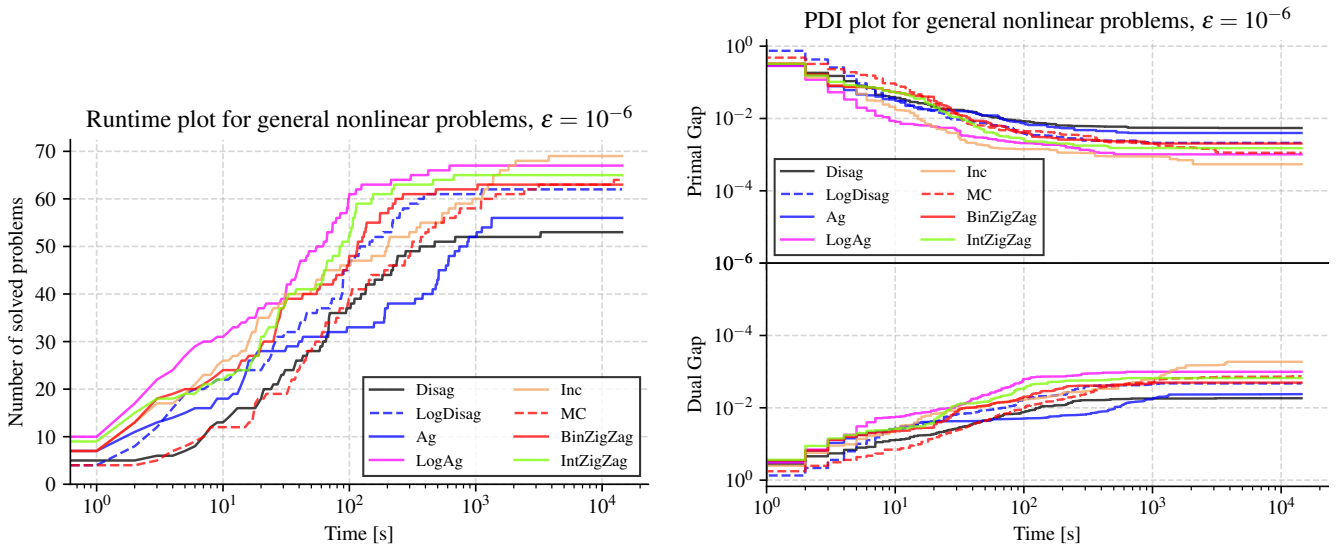 Runtime plot for general nonlinear problems, ε = 10⁻⁶
Number of solved problems
70
60
50
40
30
20
10
0
Disag
LogDisag
Ag
LogAg
Inc
MC
BinZigZag
IntZigZag
10⁰
10¹
10²
10³
10⁴
Time [s]
PDI plot for general nonlinear problems, ε = 10⁻⁶
Primal Gap
10⁰
10⁻²
10⁻⁴
10⁻⁶
Disag
LogDisag
Ag
LogAg
Inc
MC
BinZigZag
IntZigZag
Dual Gap
10⁻⁴
10⁻²
10⁰
10⁰
10¹
10²
10³
10⁴
Time [s]